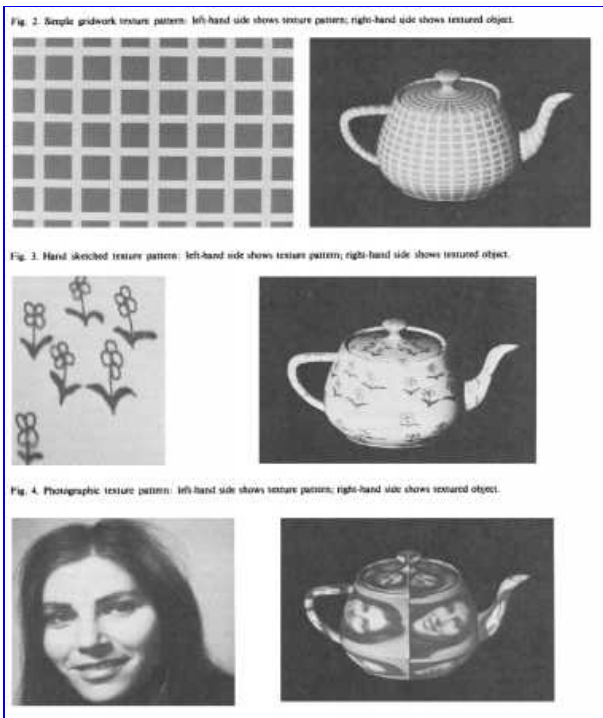 Fig. 2. Simple gridwork texture pattern: left-hand side shows texture pattern; right-hand side shows textured object.
Fig. 3. Hand sketched texture pattern: left-hand side shows texture pattern; right-hand side shows textured object.
Fig. 4. Photographic texture pattern: left-hand side shows texture pattern; right-hand side shows textured object.